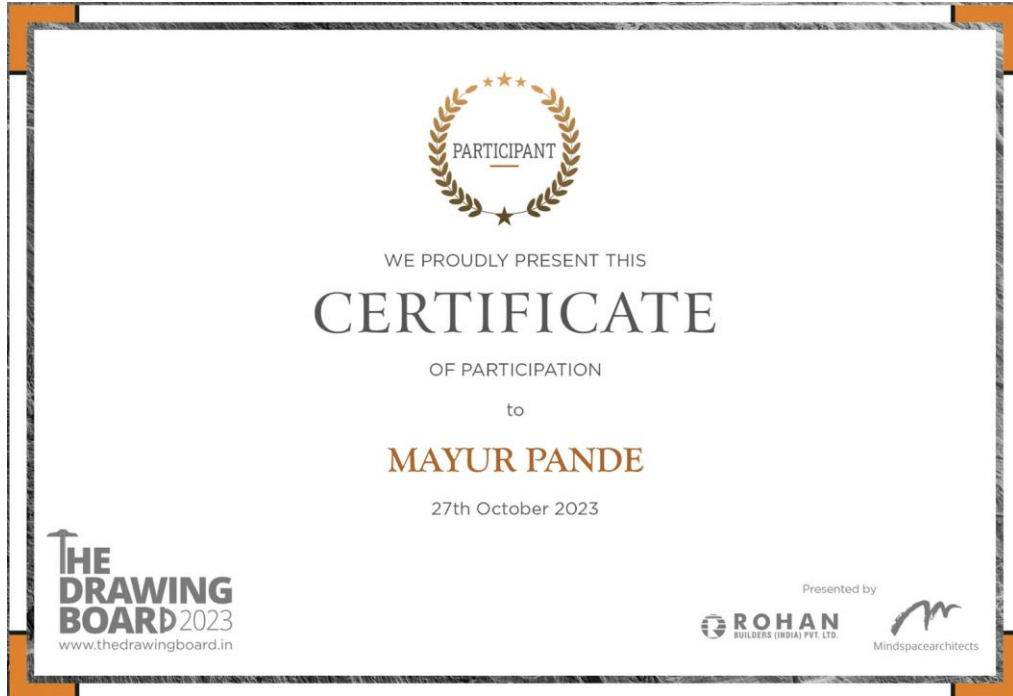 PARTICIPANT
WE PROUDLY PRESENT THIS
CERTIFICATE
OF PARTICIPATION
to
MAYUR PANDE
27th October 2023
THE
DRAWING
BOARD2023
www.thedrawingboard.in
Presented by
ROHAN
BUILDERS (INDIA) PVT. LTD.
Mindspacearchitects